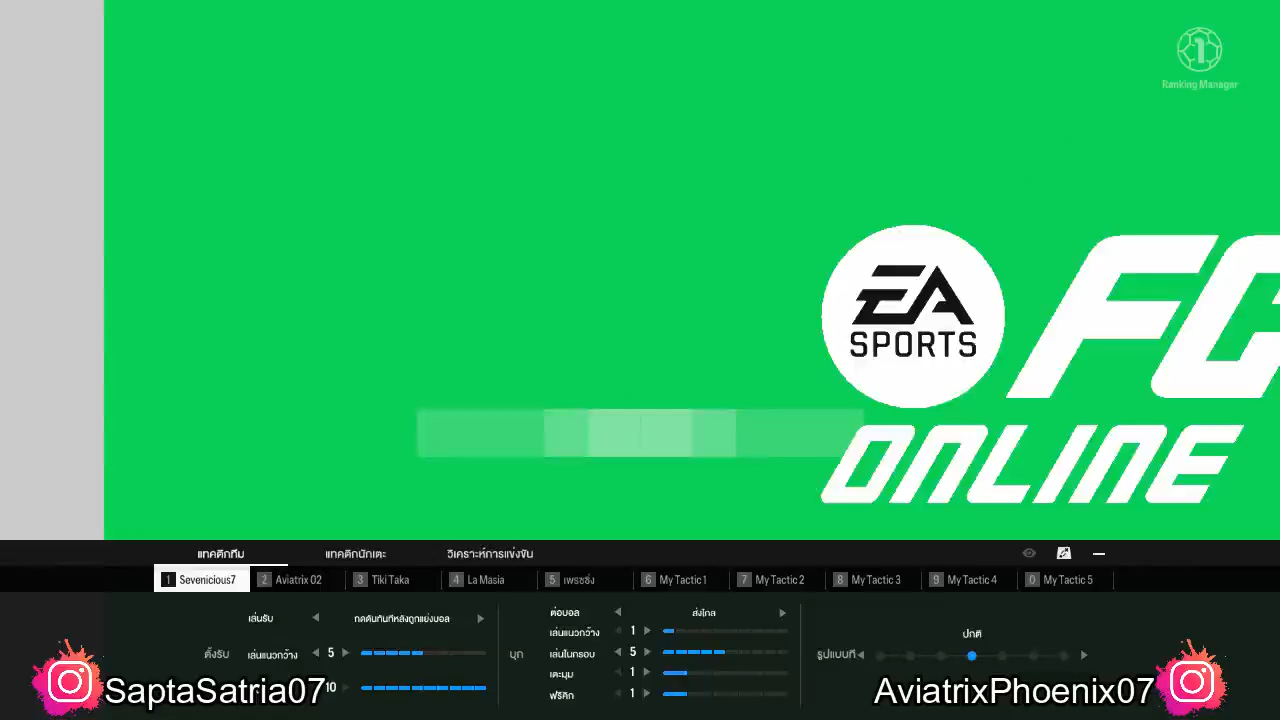 1
Ranking Manager
EA
SPORTS
FC
ONLINE
แทคติกทีม แทคติกนักเตะ วิเคราะห์การแข่งขัน
1 Sevenicious7 2 Aviatrix 02 3 Tiki Taka 4 La Masia 5 เพรซซิ่ง 6 My Tactic 1 7 My Tactic 2 8 My Tactic 3 9 My Tactic 4 0 My Tactic 5
ตั้งรับ
เล่นรับ กดดันทันทีหลังถูกแย่งบอล
เล่นแนวกว้าง 5
10
บุก
ต่อบอล ส่งไกล
เล่นแนวกว้าง 1
เล่นในกรอบ 5
เตะมุม 1
ฟรีคิก 1
ปกติ
รูปแบบที่
SaptaSatria07
AviatrixPhoenix07